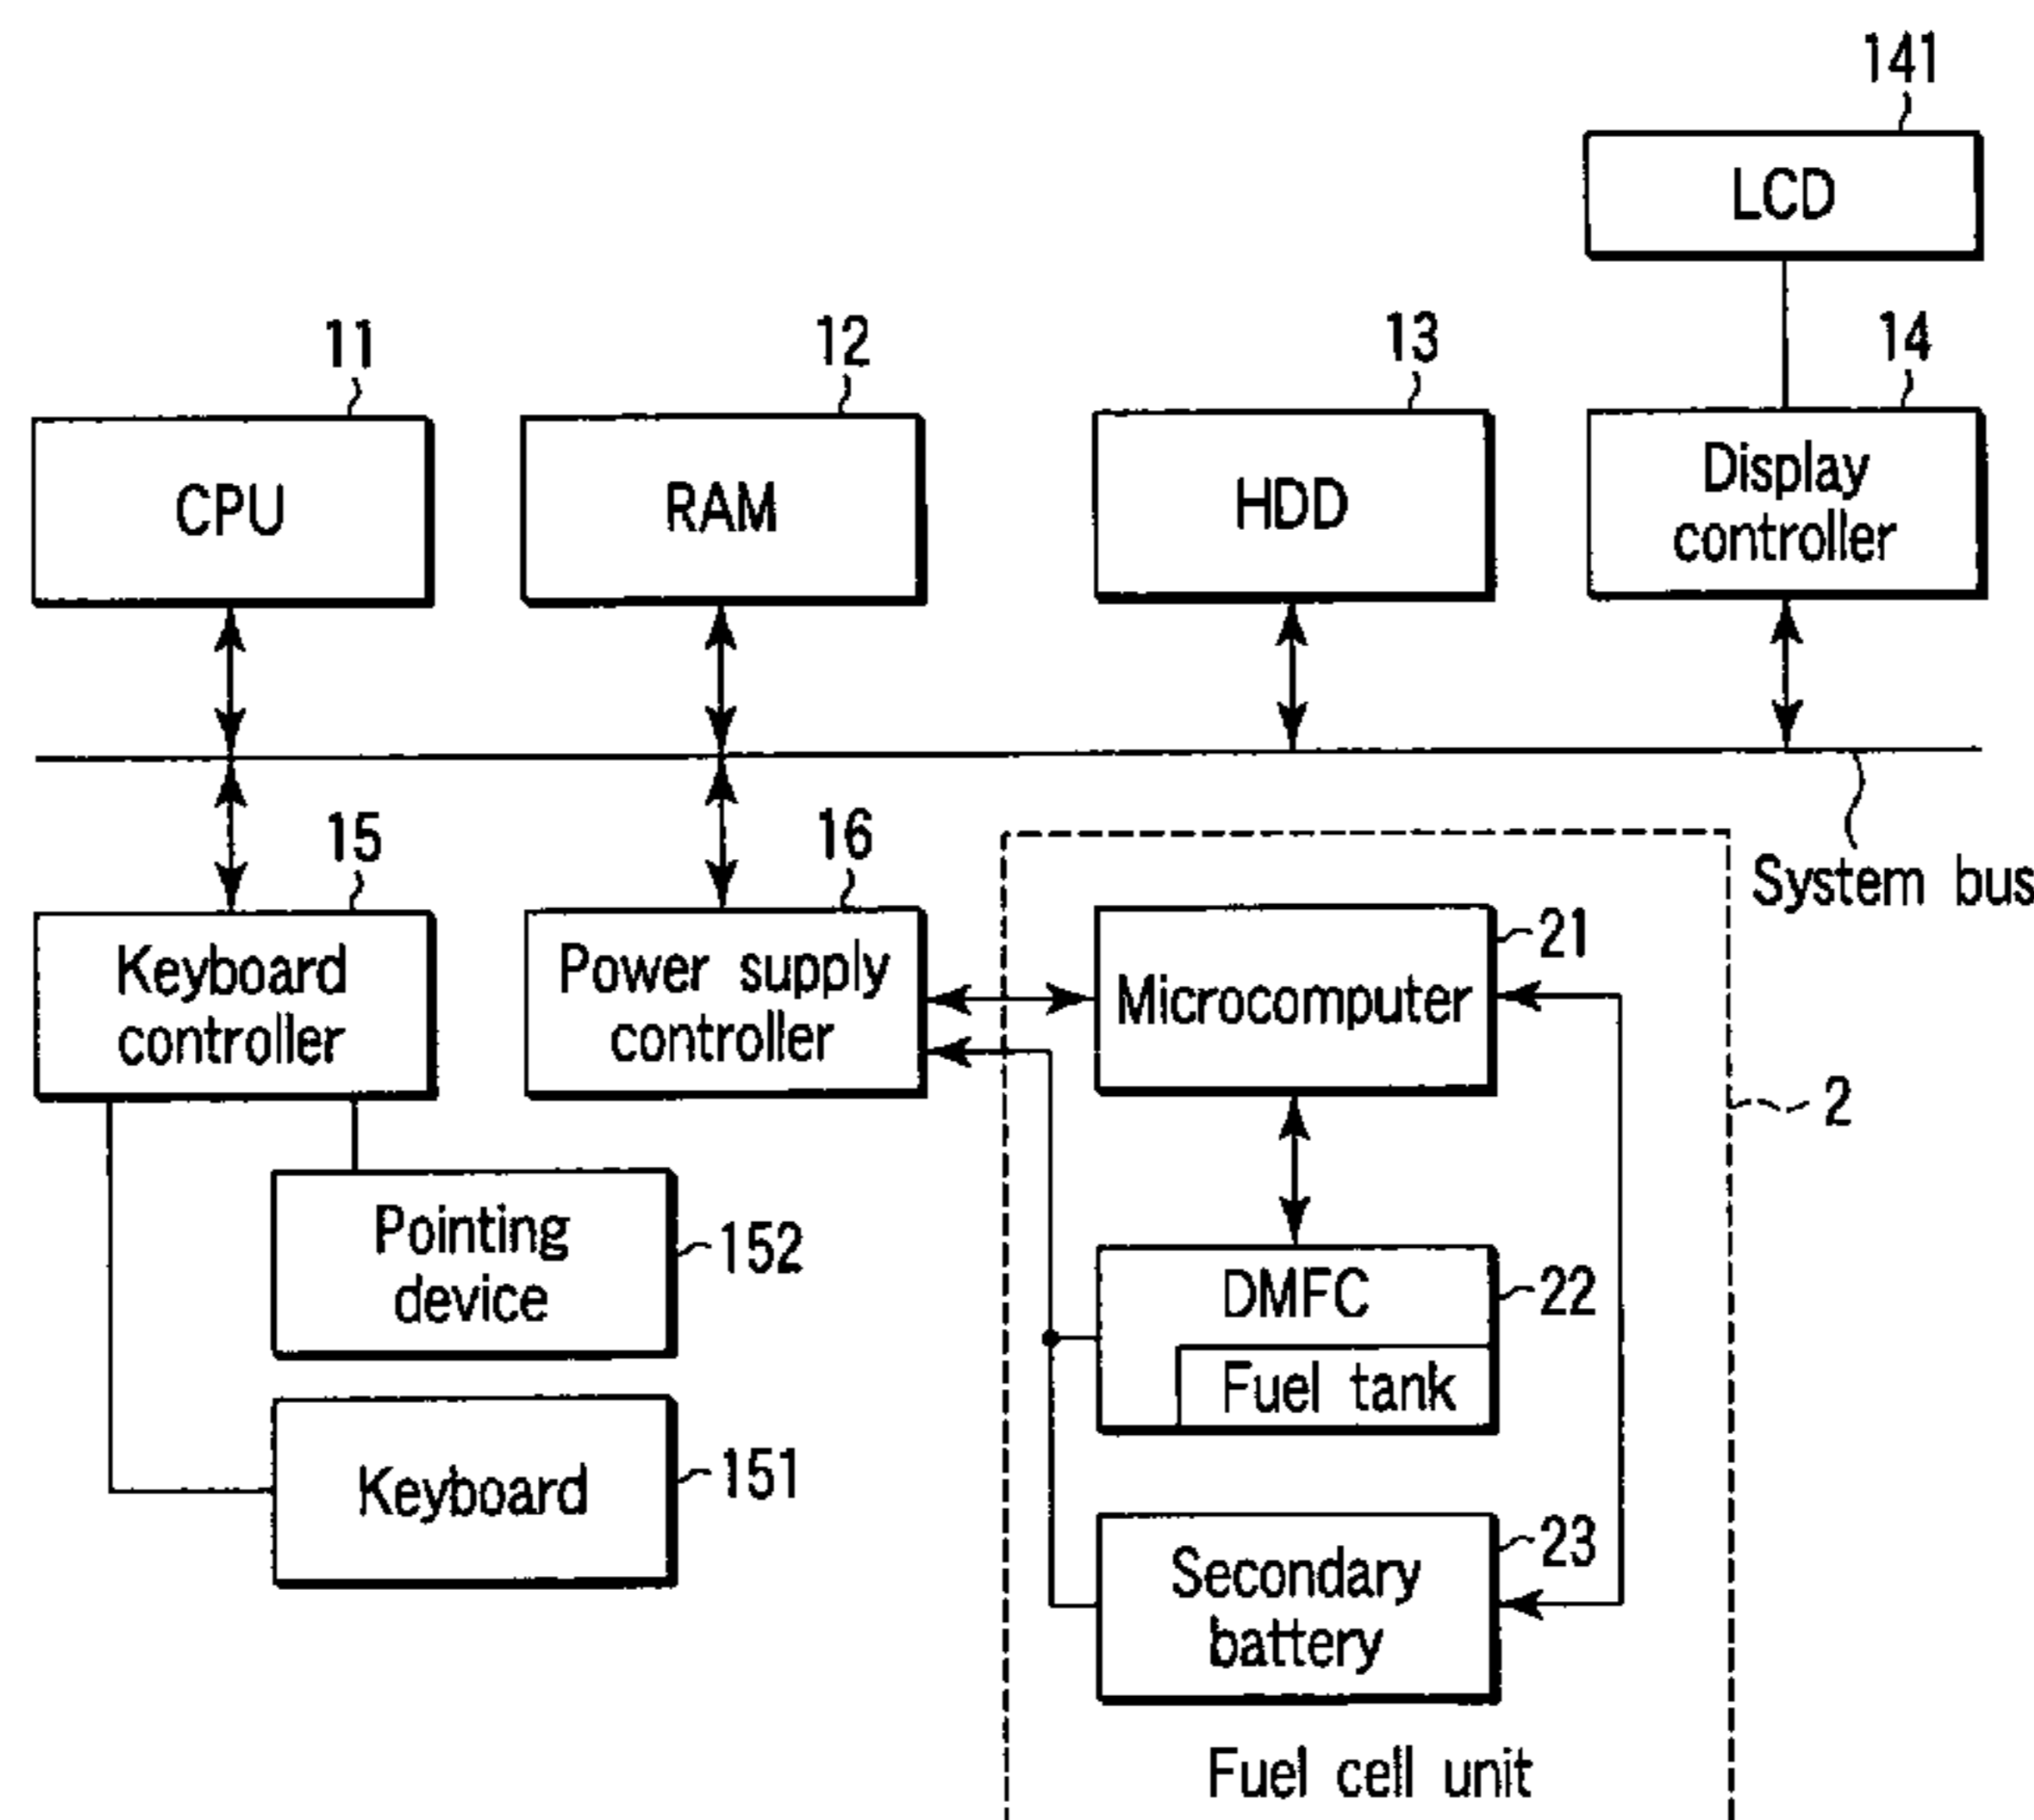 141
LCD
11
12
13
14
CPU
RAM
HDD
Display
controller
System bus
15
16
Keyboard
controller
Power supply
controller
Microcomputer
21
2
Pointing
device
152
DMFC
22
Fuel tank
Keyboard
151
Secondary
battery
23
Fuel cell unit